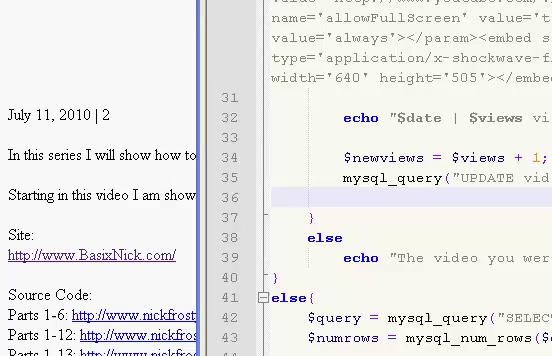 July 11, 2010 | 2
In this series I will show how to
Starting in this video I am show
Site:
http://www.BasixNick.com/
Source Code:
Parts 1-6: http://www.nickfrost
Parts 1-12: http://www.nickfros
name='allowFullScreen' value='t
value='always'></param><embed s
type='application/x-shockwave-f
width='640' height='505'></embe
31
32 echo "$date | $views vi
33
34 $newviews = $views + 1;
35 mysql_query("UPDATE vid
36
37 }
38 else
39 echo "The video you wer
40 }
41 else{
42 $query = mysql_query("SELEC
43 $numrows = mysql_num_rows($